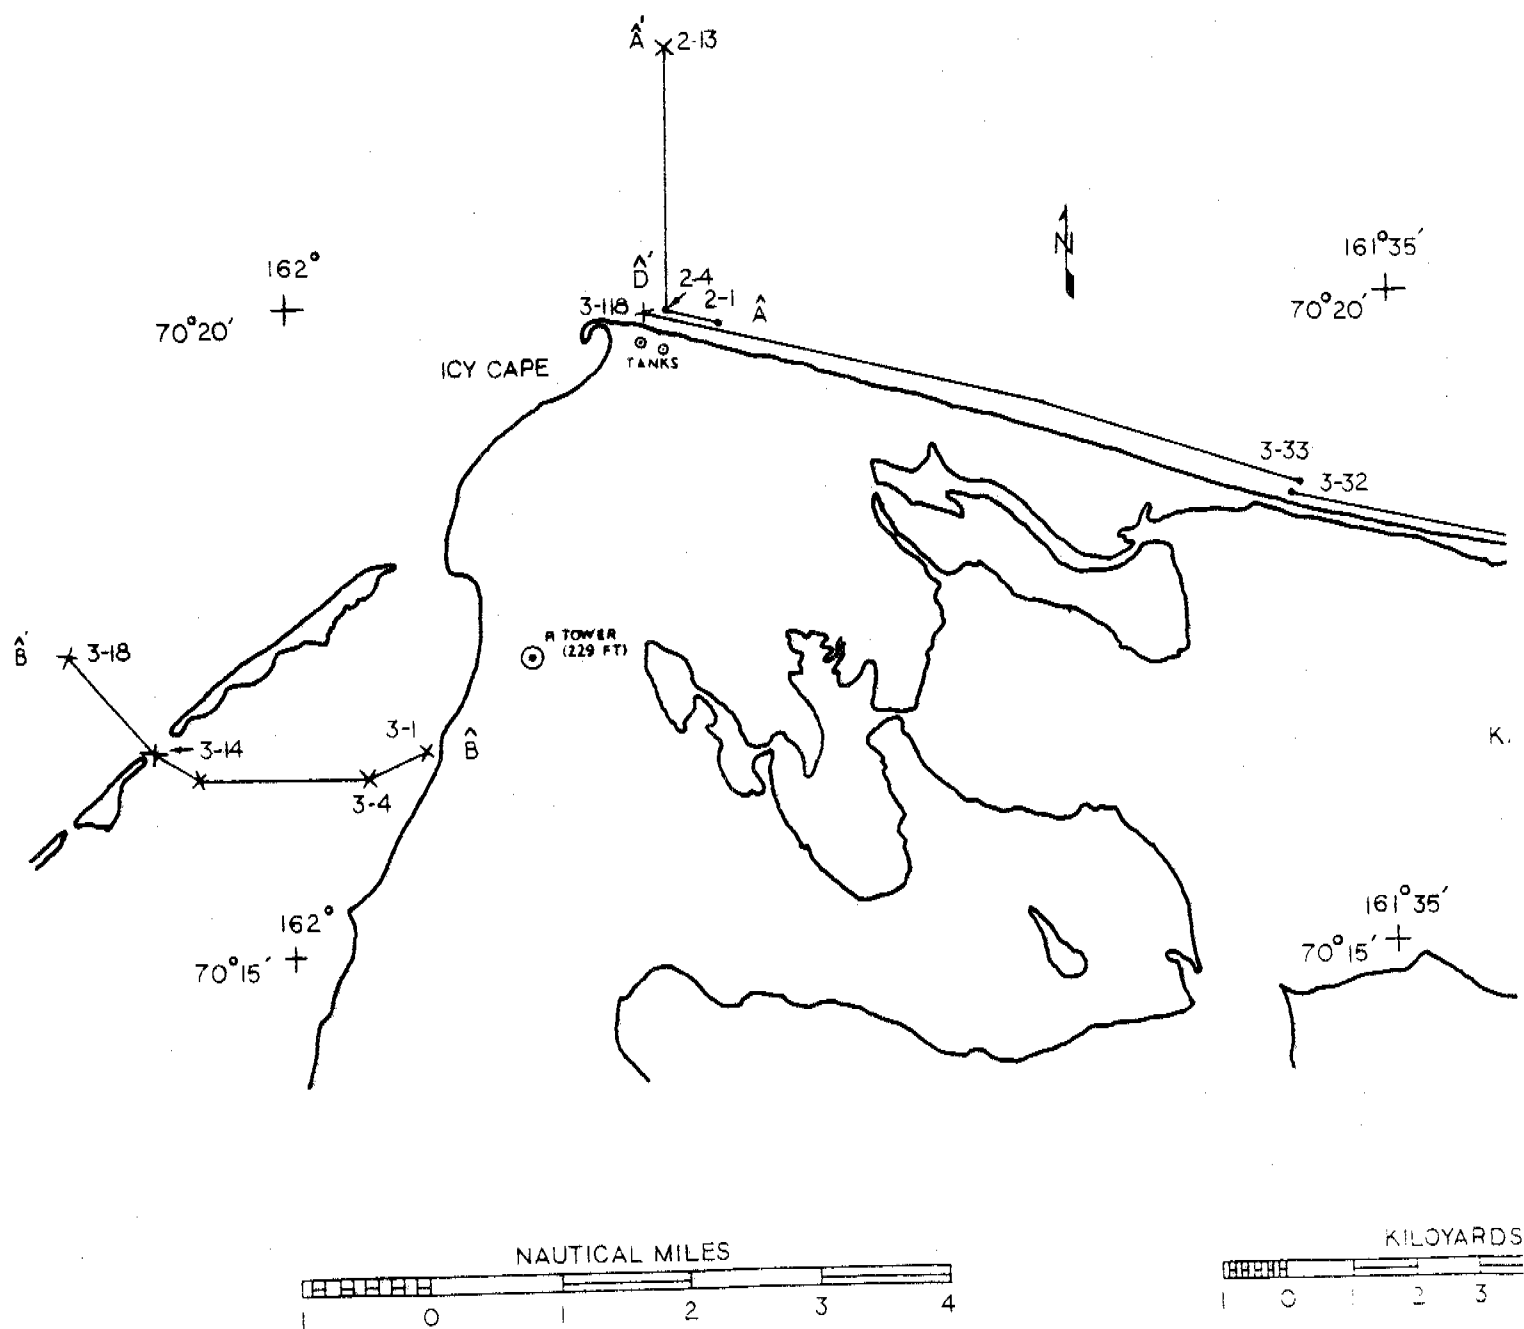 Â' 2-13
162°
70°20'
161°35'
70°20'
N
D̂'
2-4
3-118
2-1 Â
TANKS
ICY CAPE
3-33
3-32
R TOWER
(229 FT)
B̂' 3-18
3-14
3-1 B̂
3-4
K.
162°
70°15'
161°35'
70°15'
NAUTICAL MILES
1 0 1 2 3 4
KILOYARDS
1 0 1 2 3